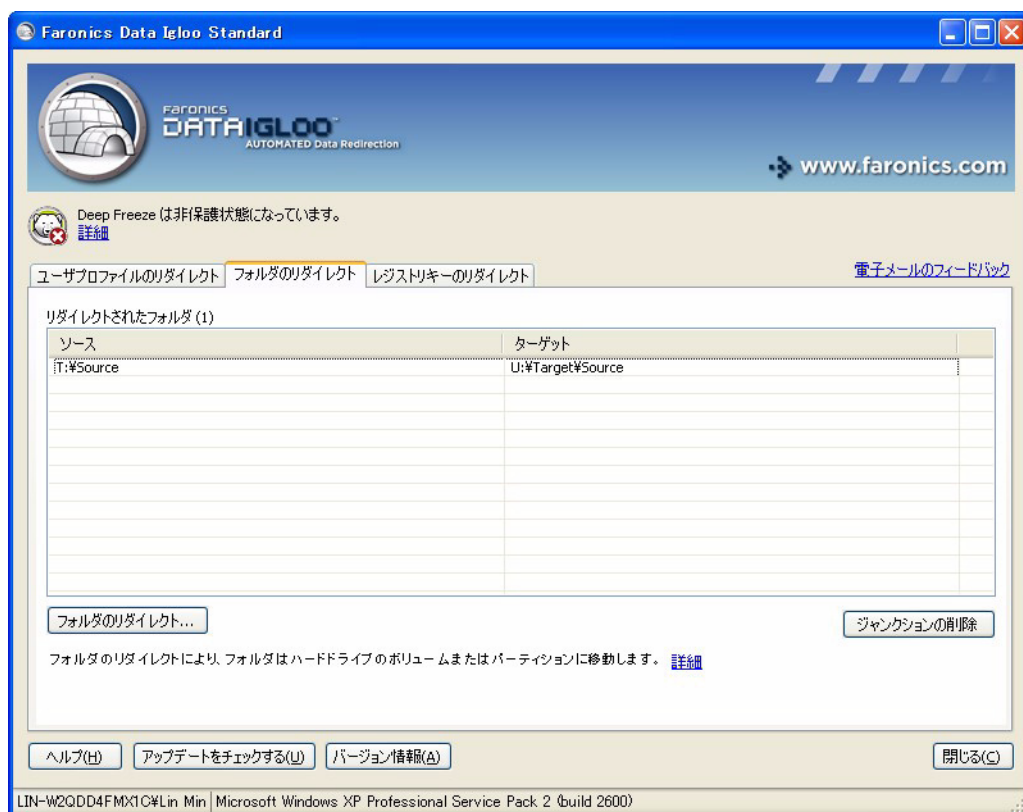 Faronics Data Igloo Standard
FARONICS
DATAIGLOO™
AUTOMATED Data Redirection
www.faronics.com
Deep Freeze は非保護状態になっています。
詳細
ユーザプロファイルのリダイレクト フォルダのリダイレクト レジストリキーのリダイレクト 電子メールのフィードバック
リダイレクトされたフォルダ (1)
ソース ターゲット
T:¥Source U:¥Target¥Source
フォルダのリダイレクト... ジャンクションの削除
フォルダのリダイレクトにより、フォルダはハードドライブのボリュームまたはパーティションに移動します。 詳細
ヘルプ(H) アップデートをチェックする(U) バージョン情報(A) 閉じる(C)
LIN-W2QDD4FMX1C¥Lin Min Microsoft Windows XP Professional Service Pack 2 (build 2600)